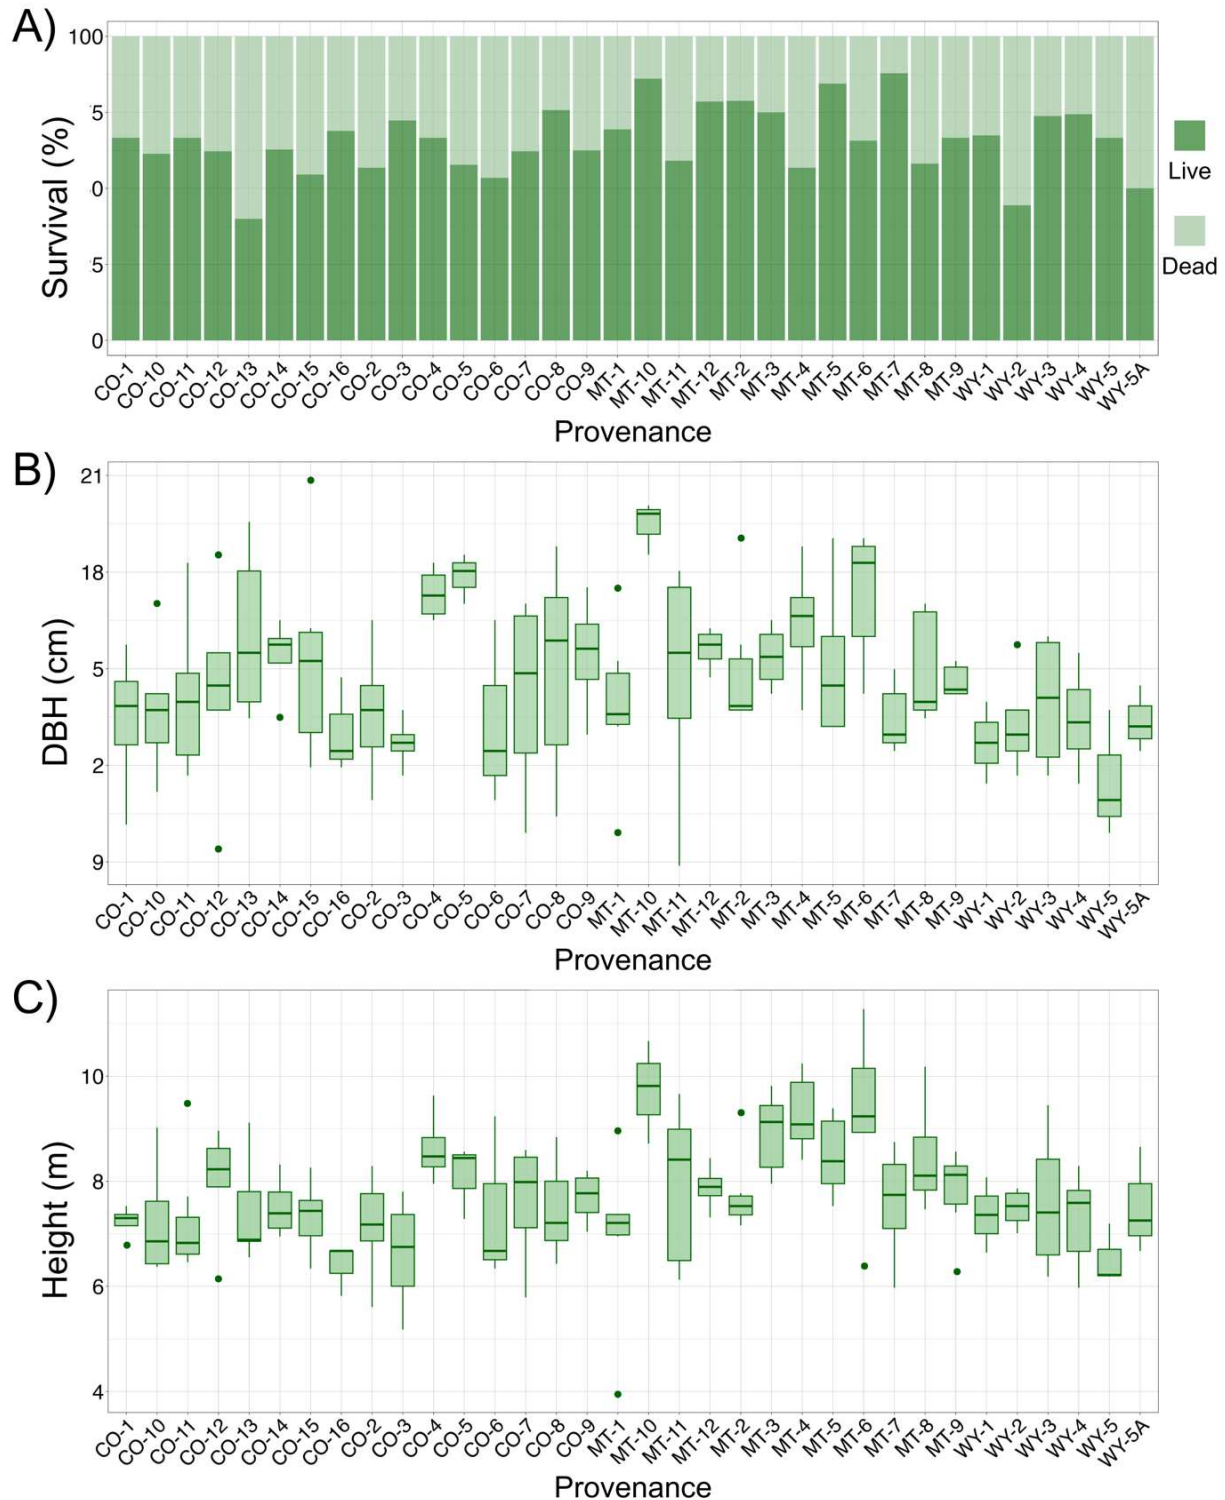 A)
Survival (%)
100
5
0
5
0
Live
Dead
CO-1 CO-10 CO-11 CO-12 CO-13 CO-14 CO-15 CO-16 CO-2 CO-3 CO-4 CO-5 CO-6 CO-7 CO-8 CO-9 MT-1 MT-10 MT-11 MT-12 MT-2 MT-3 MT-4 MT-5 MT-6 MT-7 MT-8 MT-9 WY-1 WY-2 WY-3 WY-4 WY-5 WY-5A
Provenance
B)
DBH (cm)
21
18
5
2
9
CO-1 CO-10 CO-11 CO-12 CO-13 CO-14 CO-15 CO-16 CO-2 CO-3 CO-4 CO-5 CO-6 CO-7 CO-8 CO-9 MT-1 MT-10 MT-11 MT-12 MT-2 MT-3 MT-4 MT-5 MT-6 MT-7 MT-8 MT-9 WY-1 WY-2 WY-3 WY-4 WY-5 WY-5A
Provenance
C)
Height (m)
10
8
6
4
CO-1 CO-10 CO-11 CO-12 CO-13 CO-14 CO-15 CO-16 CO-2 CO-3 CO-4 CO-5 CO-6 CO-7 CO-8 CO-9 MT-1 MT-10 MT-11 MT-12 MT-2 MT-3 MT-4 MT-5 MT-6 MT-7 MT-8 MT-9 WY-1 WY-2 WY-3 WY-4 WY-5 WY-5A
Provenance